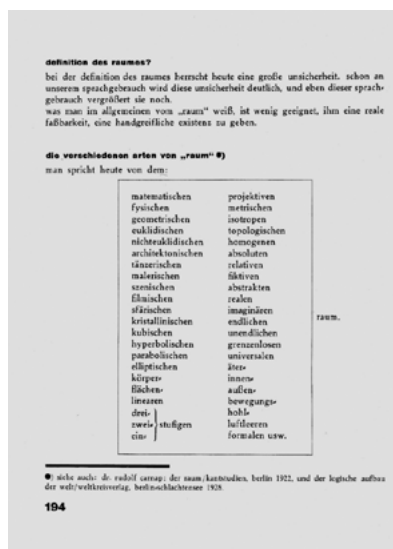 definition des raumes?
bei der definition des raumes herrscht heute eine große unsicherheit. schon an
unserem sprachgebrauch wird diese unsicherheit deutlich, und eben dieser sprach-
gebrauch vergrößert sie noch.
was man im allgemeinen vom „raum“ weiß, ist wenig geeignet, ihm eine reale
faßbarkeit, eine handgreifliche existenz zu geben.
die verschiedenen arten von „raum“ ●)
man spricht heute von dem:
matematischen
fysischen
geometrischen
euklidischen
nichteuklidischen
architektonischen
tänzerischen
malerischen
szenischen
filmischen
sfärischen
kristallinischen
kubischen
hyperbolischen
parabolischen
elliptischen
körper-
flächen-
linearen
drei-
zwei- } stufigen
ein-
projektiven
metrischen
isotropen
topologischen
homogenen
absoluten
relativen
fiktiven
abstrakten
realen
imaginären
endlichen
unendlichen
grenzenlosen
universalen
äter-
innen-
außen-
bewegungs-
hohl-
luftleeren
formalen usw.
raum.
●) siehe auch: dr. rudolf carnap: der raum/kantstudien, berlin 1922, und der logische aufbau
der welt/weltkreisverlag, berlin-schlachtensee 1928.
194